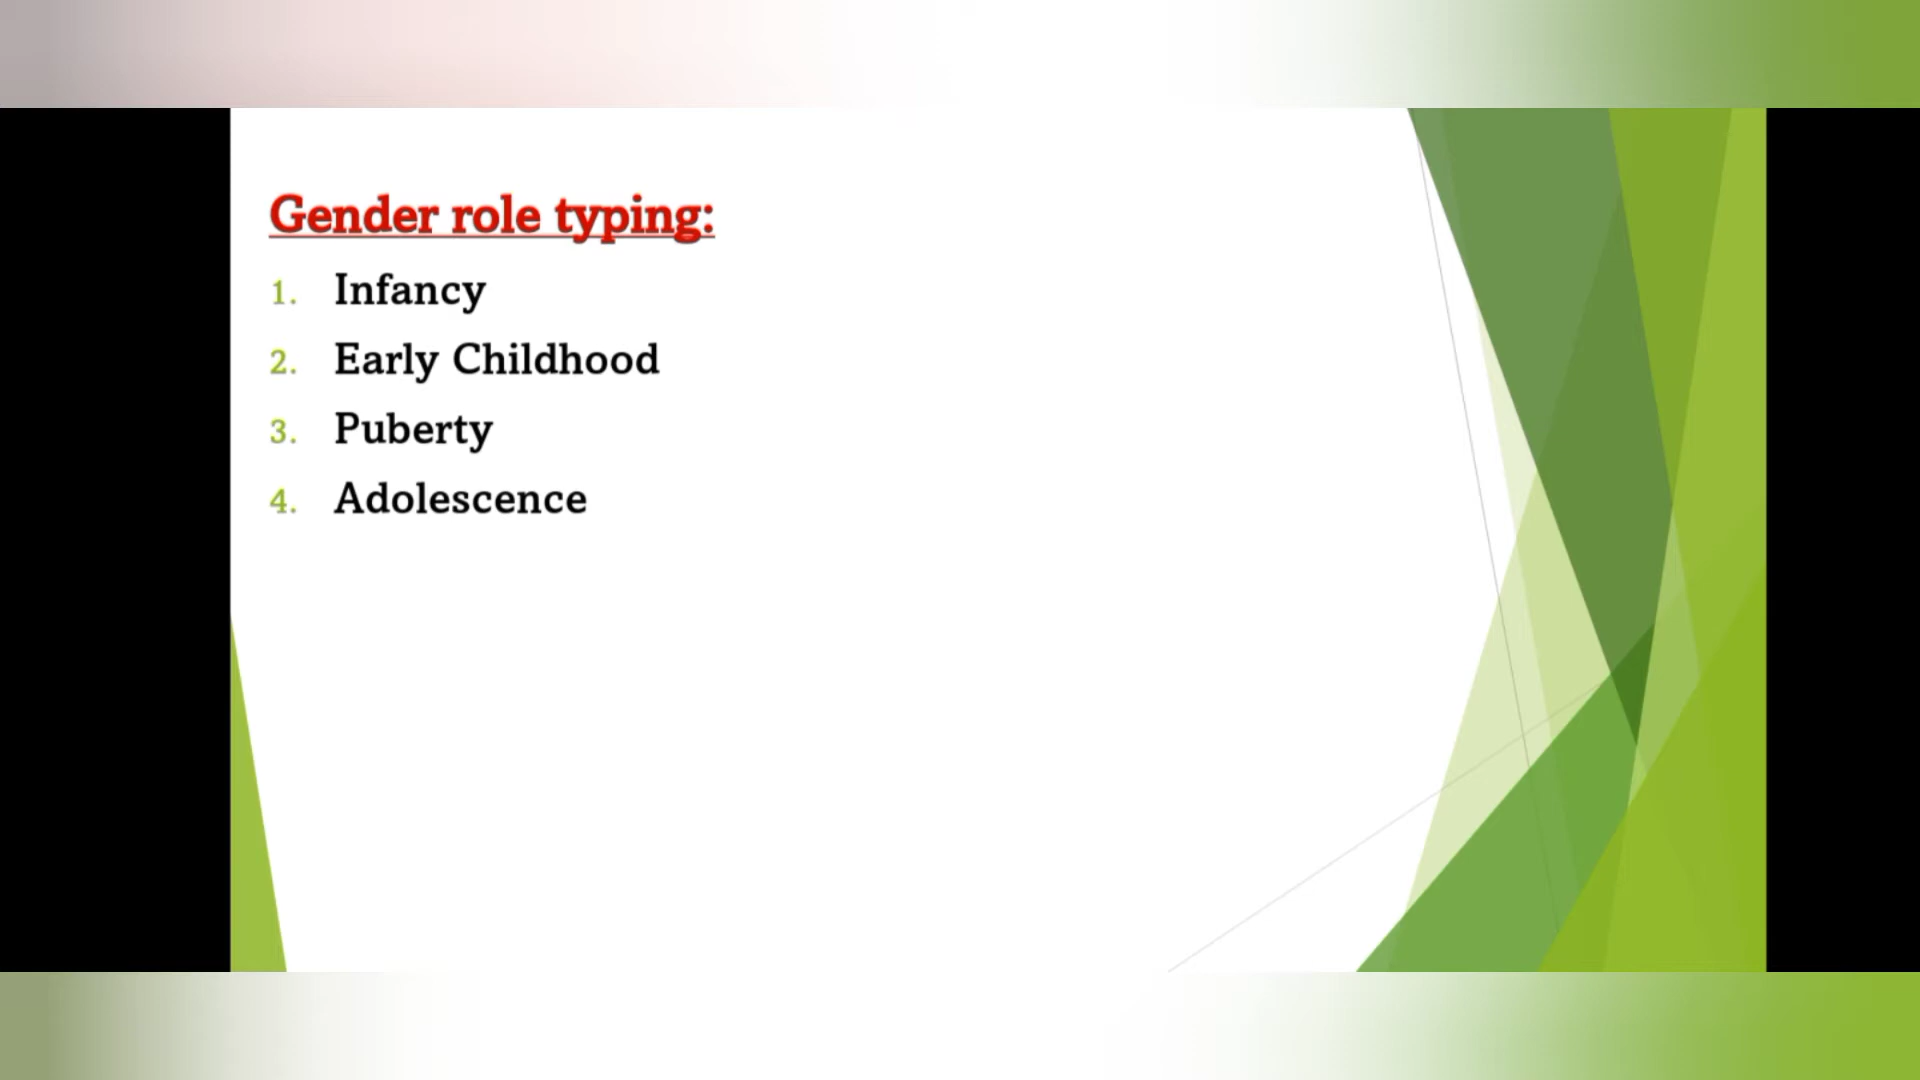 Gender role typing:
1. Infancy
2. Early Childhood
3. Puberty
4. Adolescence